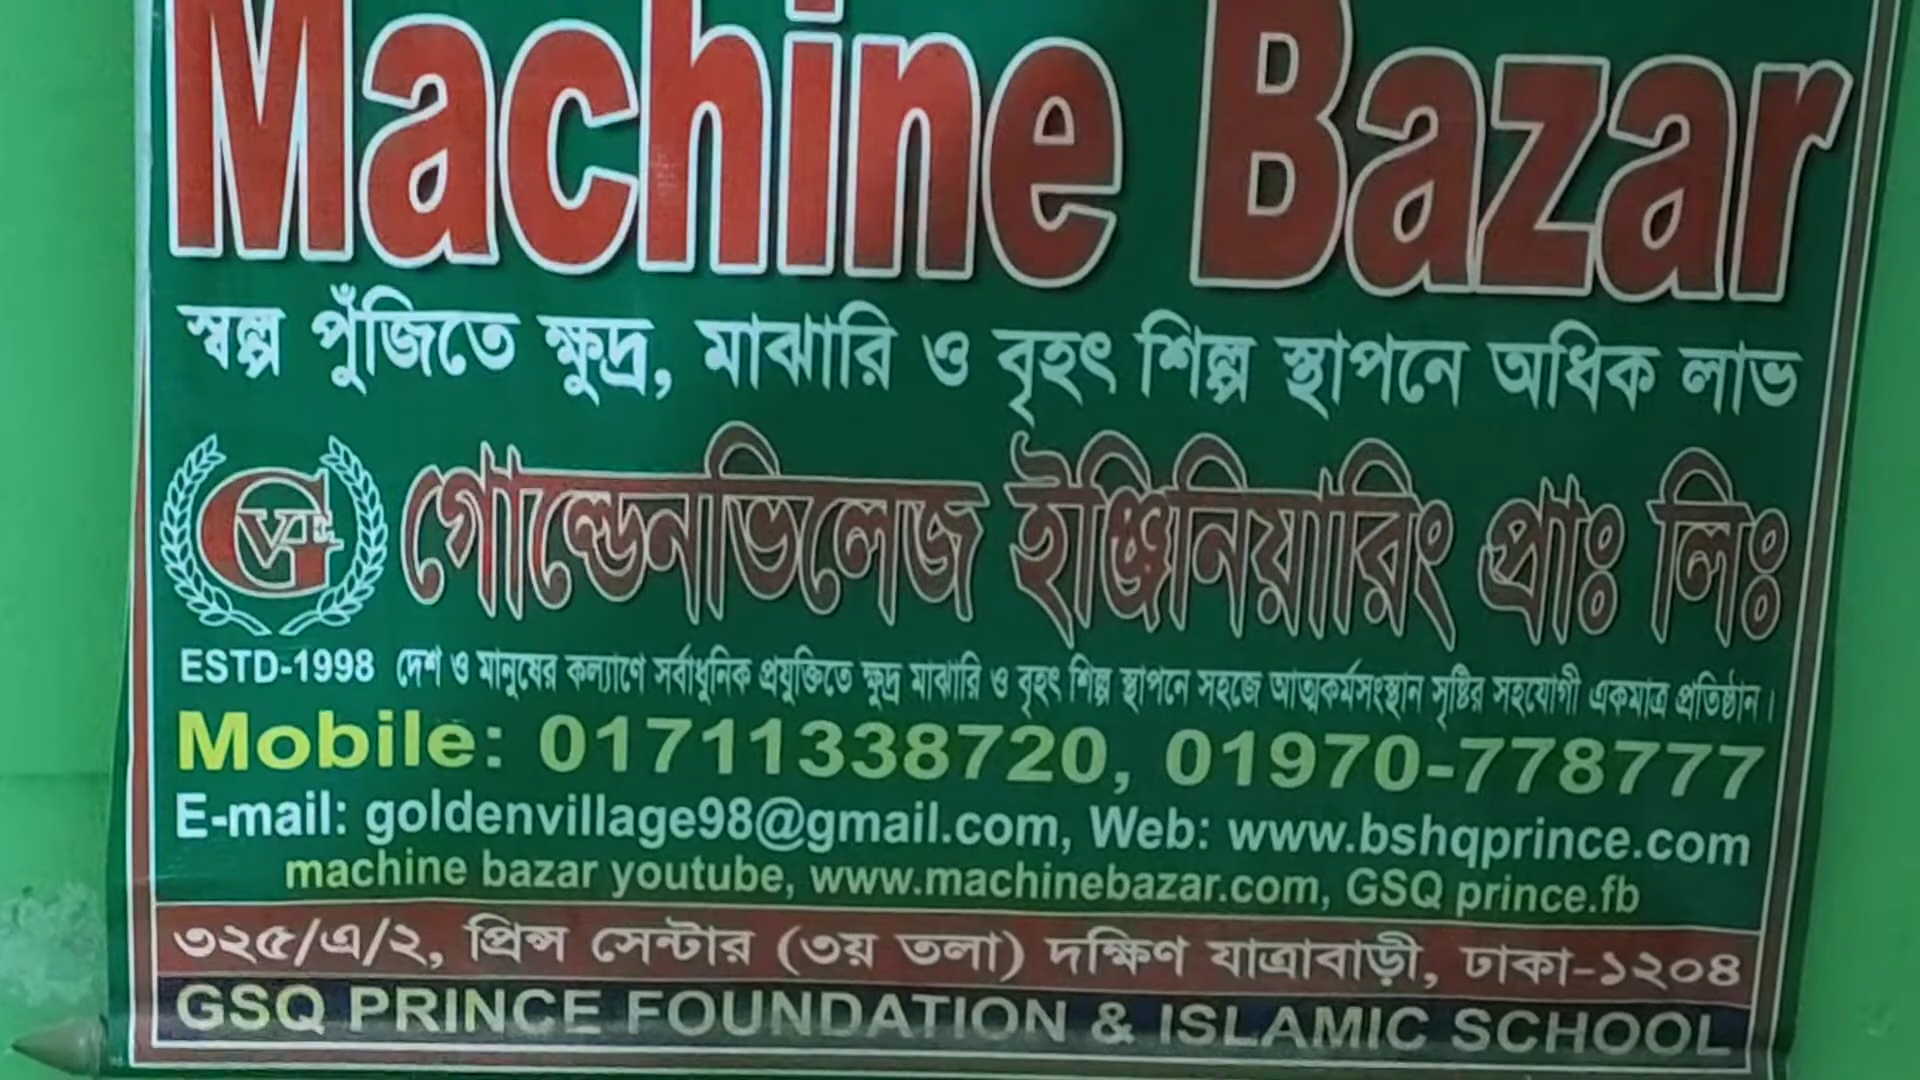 Machine Bazar
স্বল্প পুঁজিতে ক্ষুদ্র, মাঝারি ও বৃহৎ শিল্প স্থাপনে অধিক লাভ
GVEL গোল্ডেনভিলেজ ইঞ্জিনিয়ারিং প্রাঃ লিঃ
ESTD-1998 দেশ ও মানুষের কল্যাণে সর্বাধুনিক প্রযুক্তিতে ক্ষুদ্র মাঝারি ও বৃহৎ শিল্প স্থাপনে সহজে আত্মকর্মসংস্থান সৃষ্টির সহযোগী একমাত্র প্রতিষ্ঠান।
Mobile: 01711338720, 01970-778777
E-mail: goldenvillage98@gmail.com, Web: www.bshqprince.com
machine bazar youtube, www.machinebazar.com, GSQ prince.fb
৩২৫/এ/২, প্রিন্স সেন্টার (৩য় তলা) দক্ষিণ যাত্রাবাড়ী, ঢাকা-১২০৪
GSQ PRINCE FOUNDATION & ISLAMIC SCHOOL